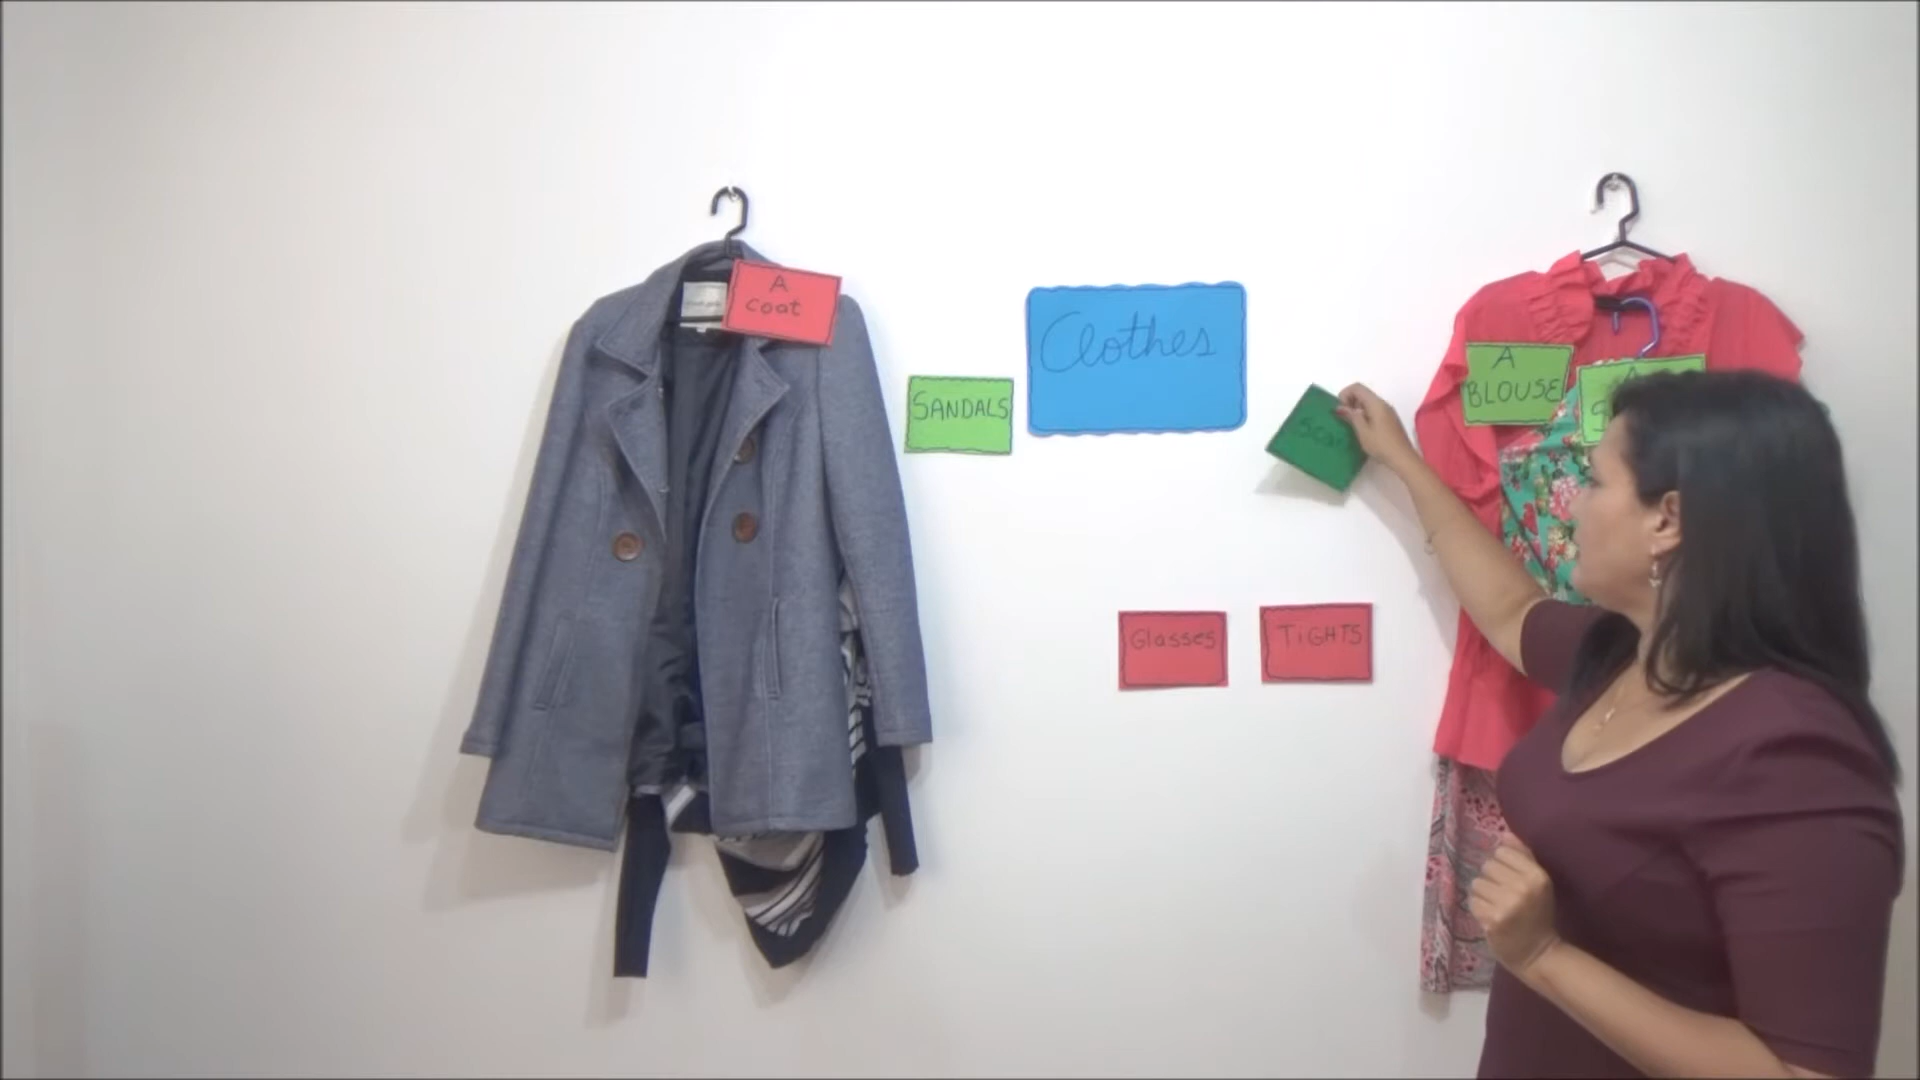 A
coat
SANDALS
Clothes
A
BLOUSE
A
Glasses
TIGHTS